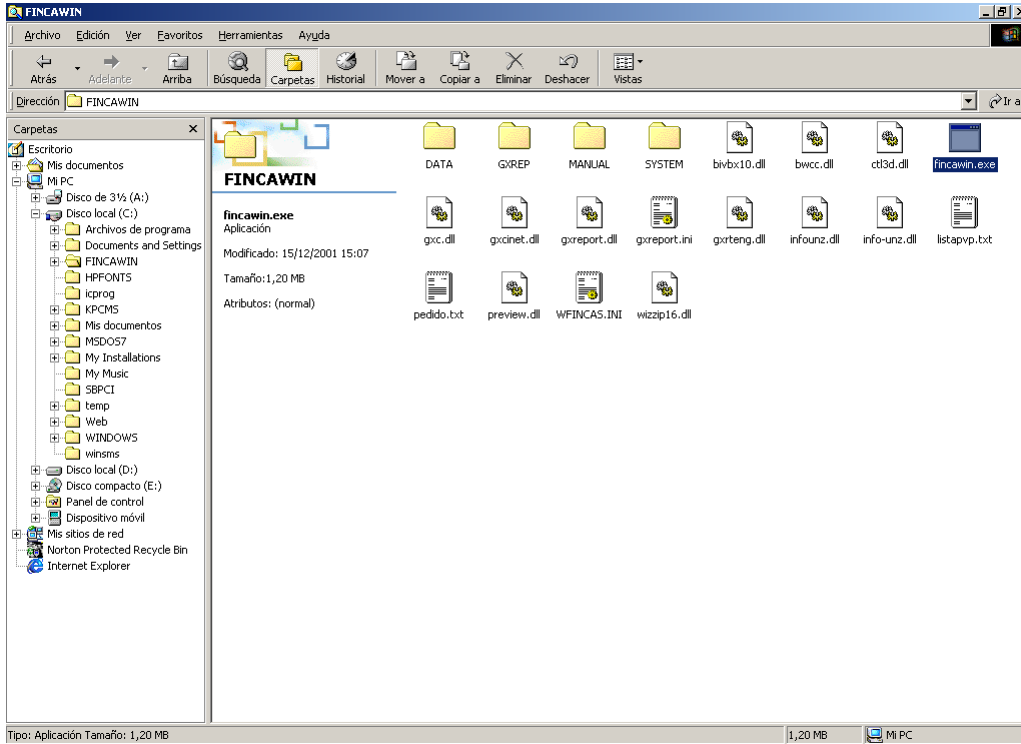 FINCAWIN
Archivo Edición Ver Favoritos Herramientas Ayuda
Atrás Adelante Arriba Búsqueda Carpetas Historial Mover a Copiar a Eliminar Deshacer Vistas
Dirección FINCAWIN Ir a
Carpetas
Escritorio
Mis documentos
Mi PC
Disco de 3½ (A:)
Disco local (C:)
Archivos de programa
Documents and Settings
FINCAWIN
HPFONTS
icprog
KPCMS
Mis documentos
MSDOS7
My Installations
My Music
SBPCI
temp
Web
WINDOWS
winsms
Disco local (D:)
Disco compacto (E:)
Panel de control
Dispositivo móvil
Mis sitios de red
Norton Protected Recycle Bin
Internet Explorer
FINCAWIN
fincawin.exe
Aplicación
Modificado: 15/12/2001 15:07
Tamaño:1,20 MB
Atributos: (normal)
DATA GXREP MANUAL SYSTEM bivbx10.dll bwcc.dll ctl3d.dll fincawin.exe
gxc.dll gxcinet.dll gxreport.dll gxreport.ini gxrteng.dll infounz.dll info-unz.dll listapvp.txt
pedido.txt preview.dll WFINCAS.INI wizzip16.dll
Tipo: Aplicación Tamaño: 1,20 MB 1,20 MB Mi PC